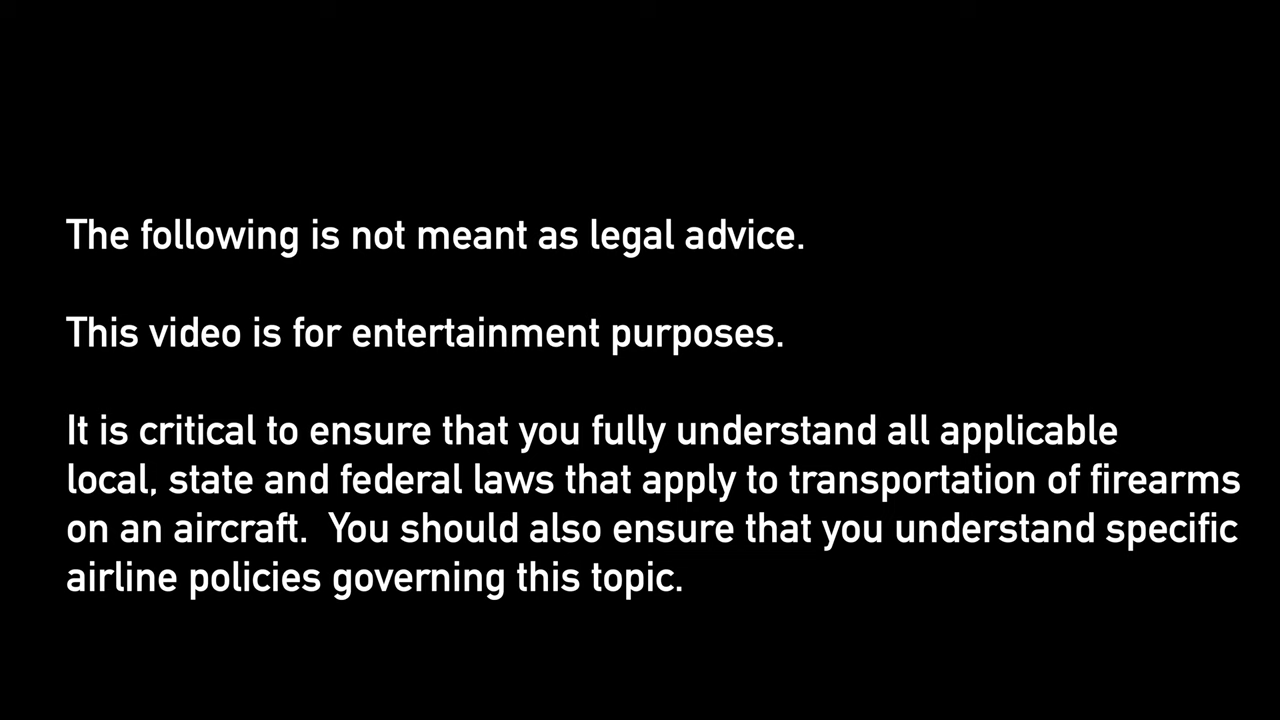 The following is not meant as legal advice.
This video is for entertainment purposes.
It is critical to ensure that you fully understand all applicable
local, state and federal laws that apply to transportation of firearms
on an aircraft.  You should also ensure that you understand specific
airline policies governing this topic.